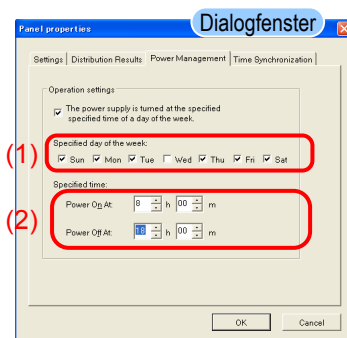 Dialogfenster
Panel properties
Settings Distribution Results Power Management Time Synchronization
Operation settings
The power supply is turned at the specified
specified time of a day of the week.
(1)
Specified day of the week:
Sun Mon Tue Wed Thu Fri Sat
Specified time:
(2)
Power On At: 8 h 00 m
Power Off At: 18 h 00 m
OK Cancel